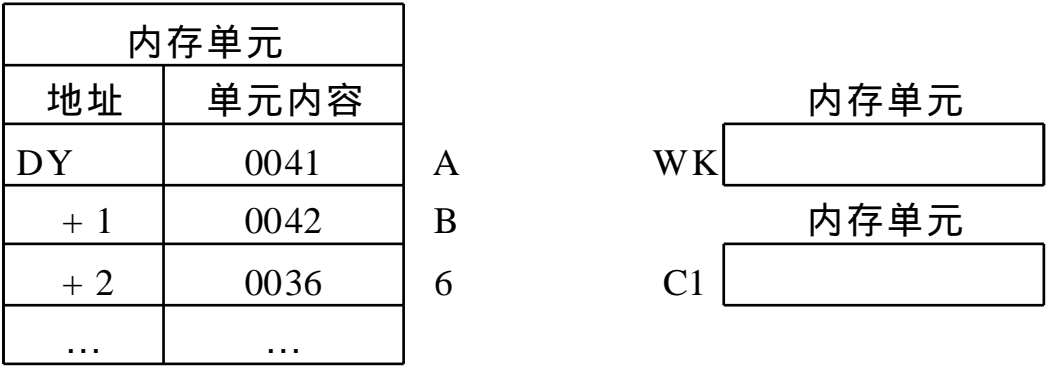 内存单元
地址 单元内容 内存单元
DY 0041 A WK
+ 1 0042 B 内存单元
+ 2 0036 6 C1
… …